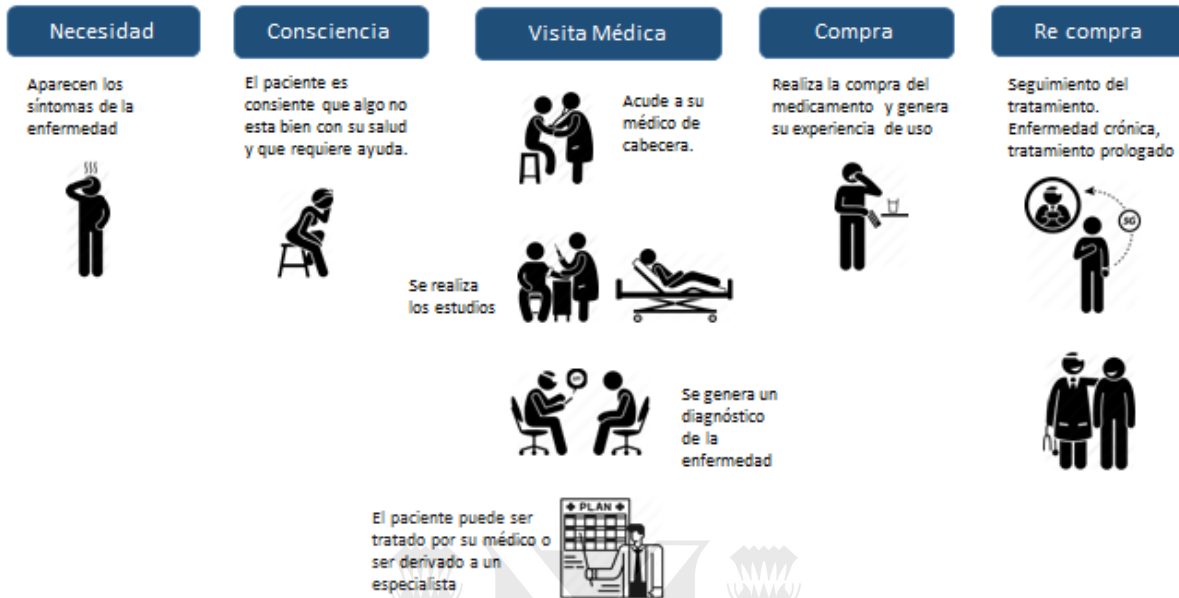 Necesidad
Consciencia
Visita Médica
Compra
Re compra
Aparecen los
síntomas de la
enfermedad
El paciente es
consiente que algo no
esta bien con su salud
y que requiere ayuda.
Acude a su
médico de
cabecera.
Se realiza
los estudios
Se genera un
diagnóstico
de la
enfermedad
✚ PLAN ✚
El paciente puede ser
tratado por su médico o
ser derivado a un
especialista
Realiza la compra del
medicamento y genera
su experiencia de uso
Seguimiento del
tratamiento.
Enfermedad crónica,
tratamiento prologado
5G